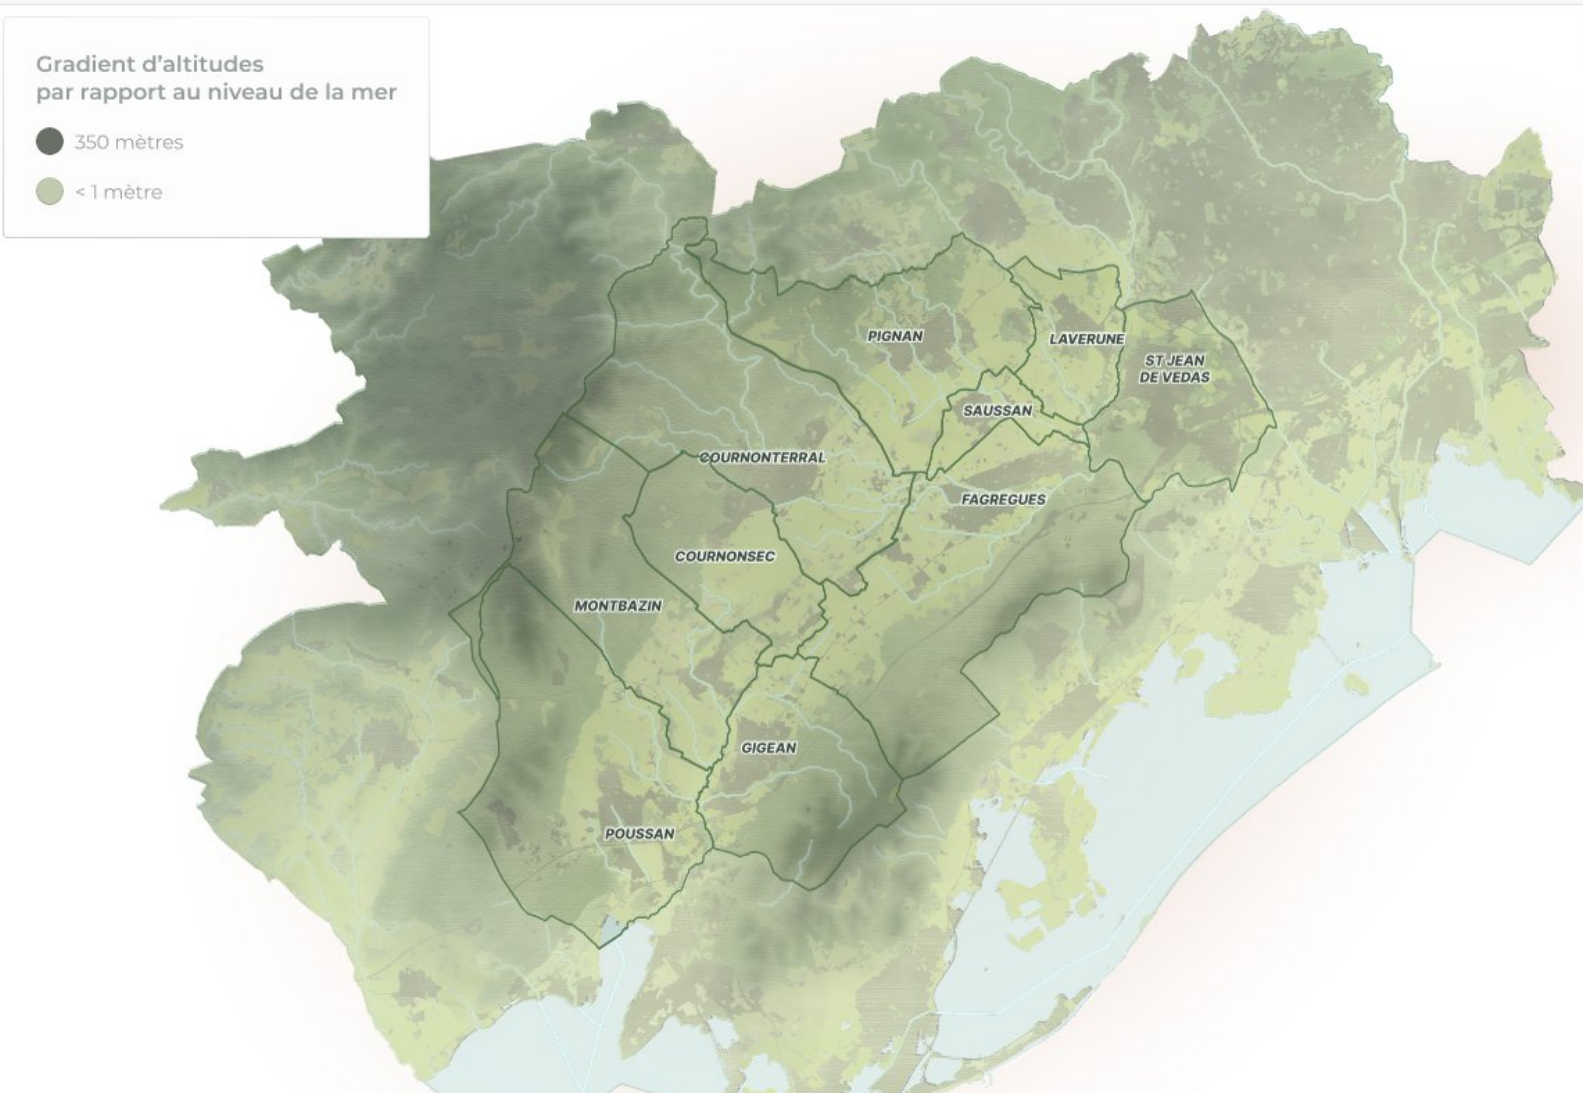 Gradient d'altitudes
par rapport au niveau de la mer
350 mètres
< 1 mètre
PIGNAN
LAVERUNE
ST JEAN
DE VEDAS
SAUSSAN
COURNONTERRAL
FAGREGUES
COURNONSEC
MONTBAZIN
GIGEAN
POUSSAN